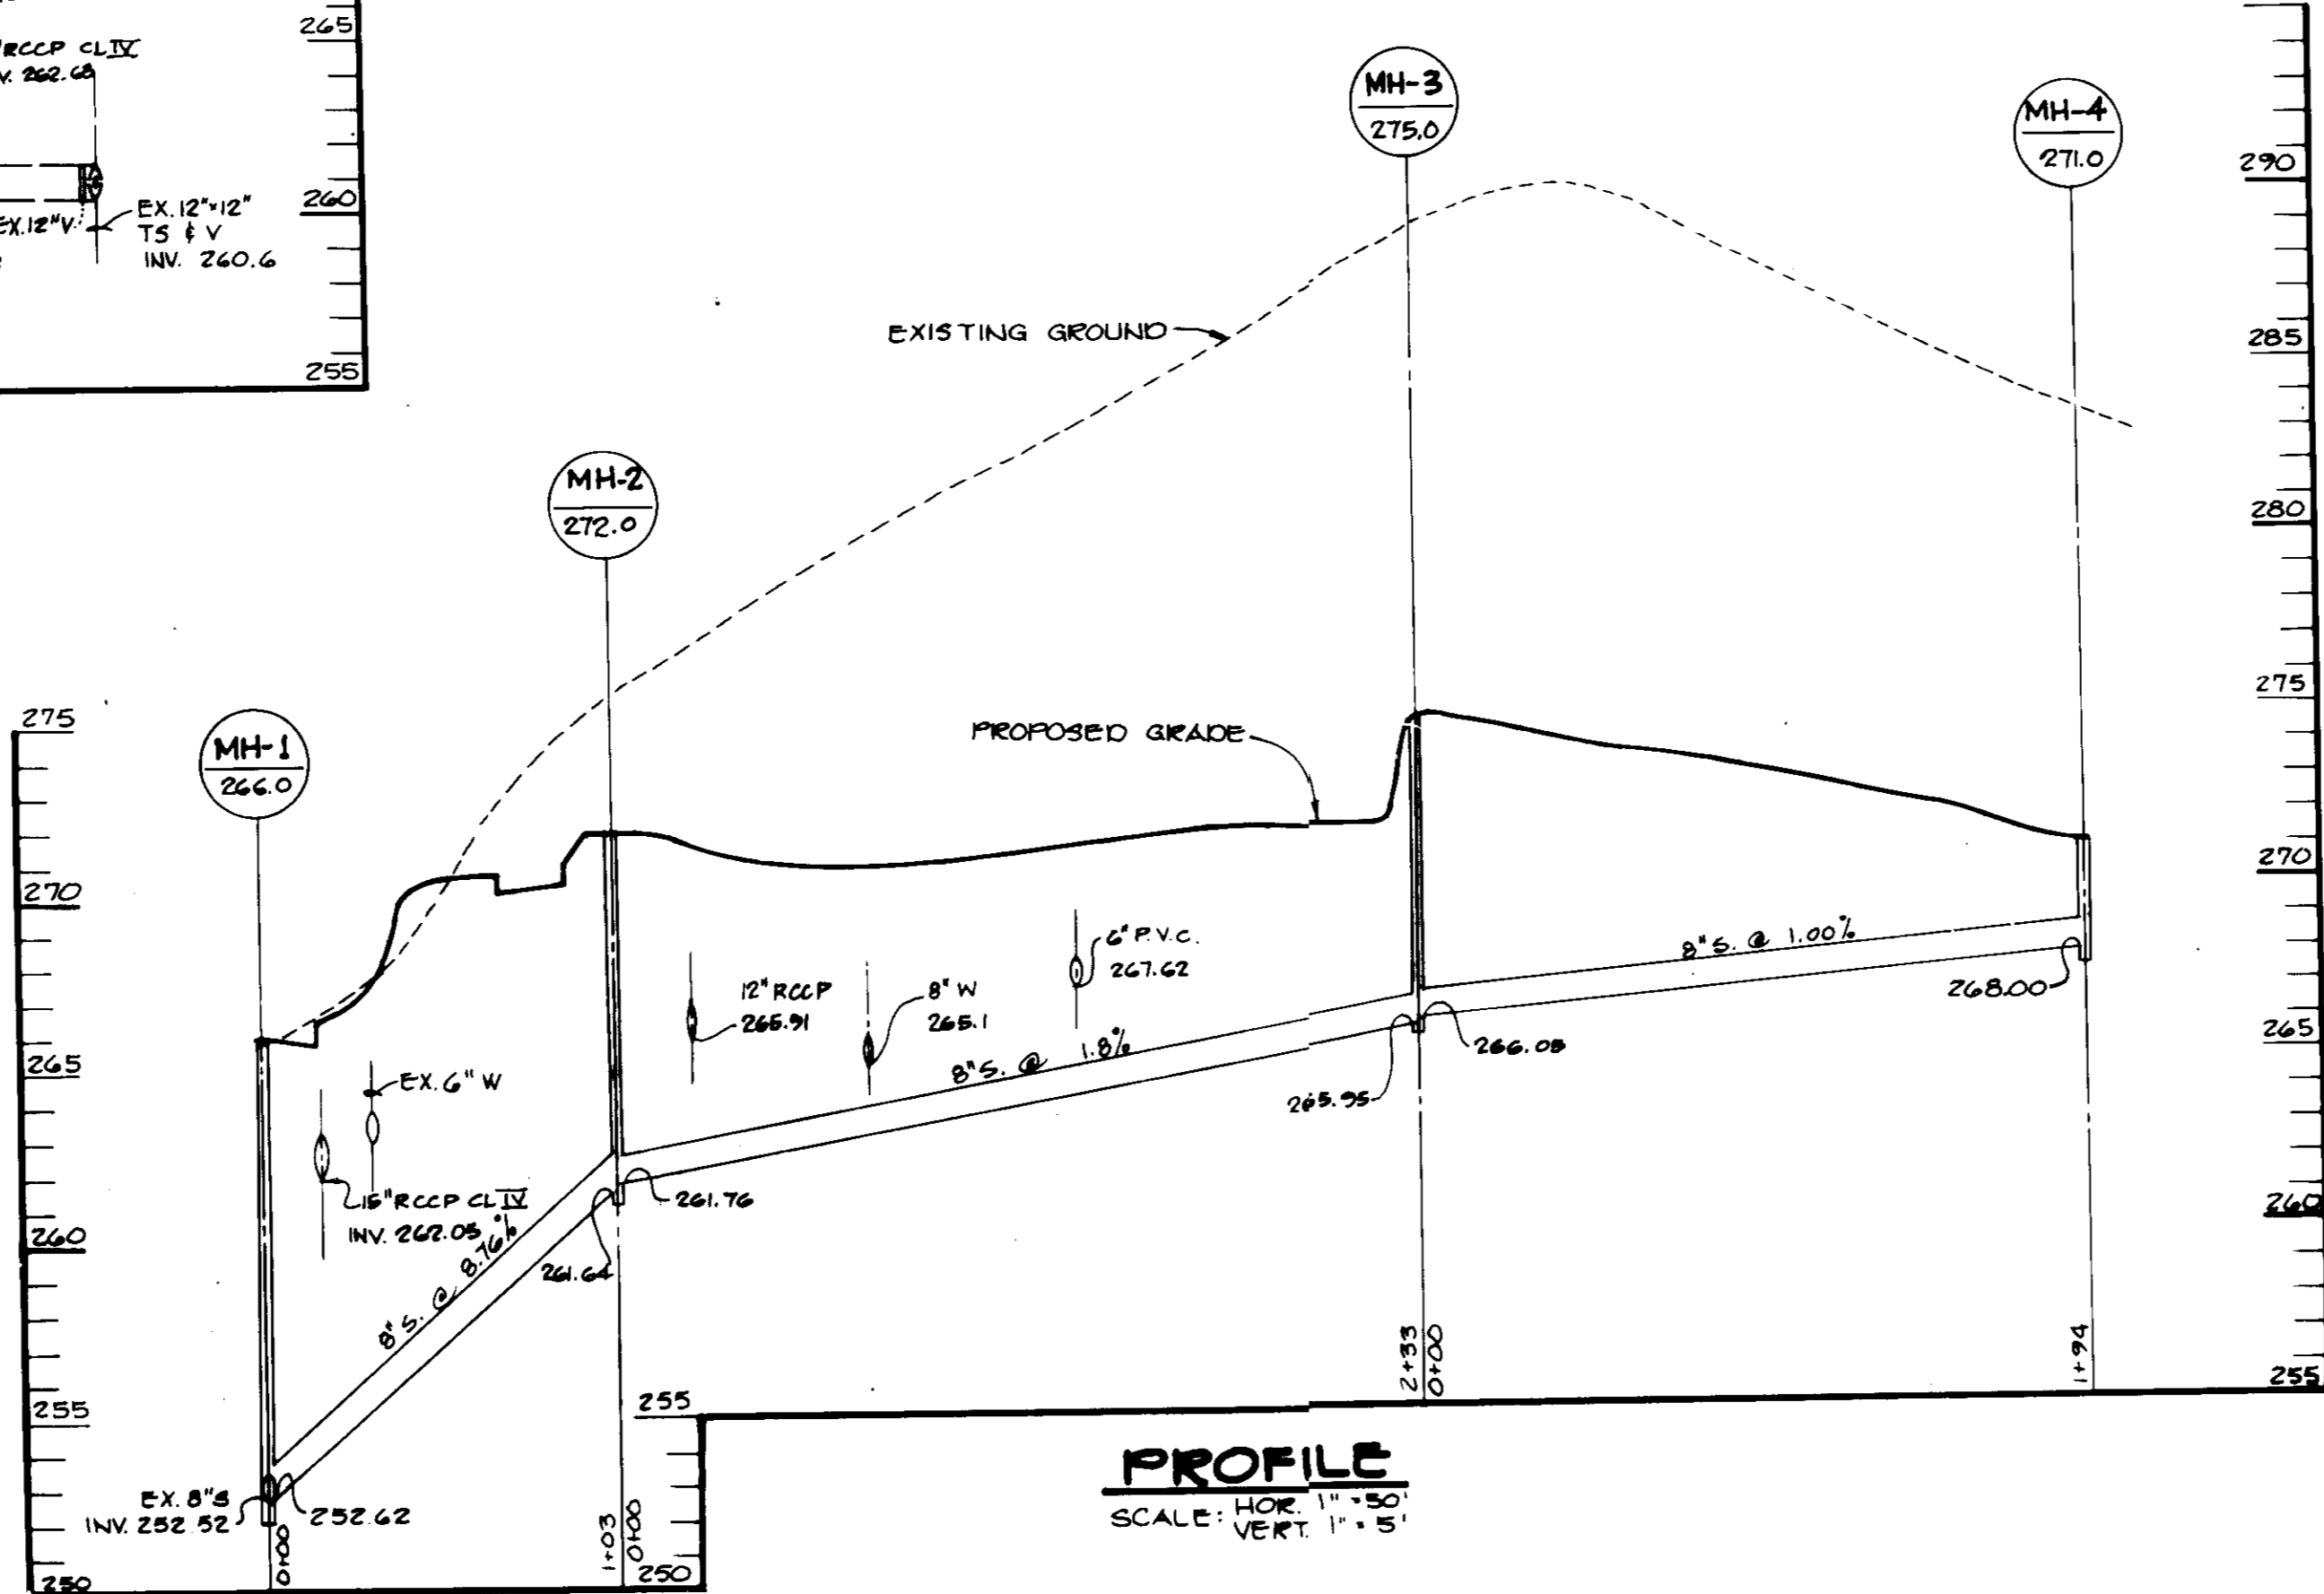 RCCP CL IV
V. 262.68
EX. 12"V
EX. 12"x12"
TS & V
INV. 260.6
265
260
255
MH-3
275.0
MH-4
271.0
290
285
280
275
270
265
260
255
EXISTING GROUND
MH-2
272.0
PROPOSED GRADE
275
MH-1
266.0
270
265
260
255
250
EX. 6" W
15" RCCP CL IV
INV. 262.05
12" RCCP
265.91
8" W
265.1
6" P.V.C.
267.62
8" S. @ 8.76%
8" S. @ 1.8%
8" S. @ 1.00%
261.64
261.76
265.95
266.05
268.00
EX. 8" S
INV. 252.52
252.62
0+00
1+03
0+00
2+33
0+00
1+94
255
250
PROFILE
SCALE: HOR. 1" = 50'
VERT. 1" = 5'